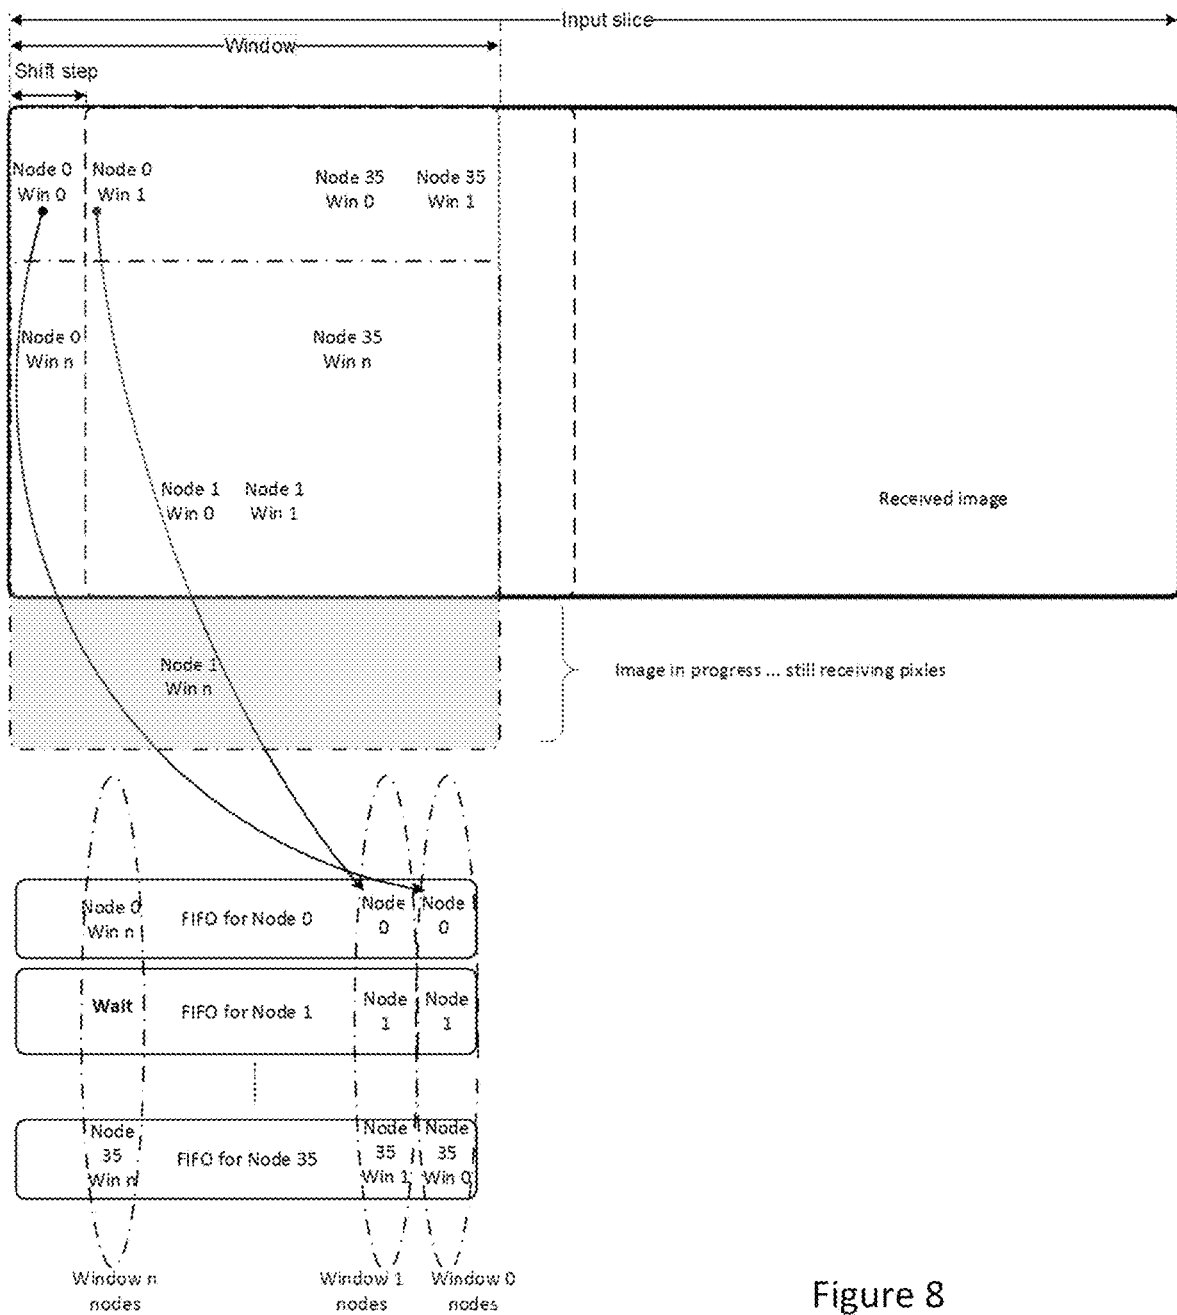 Input slice
Window
Shift step
Node 0
Win 0
Node 0
Win 1
Node 35
Win 0
Node 35
Win 1
Node 0
Win n
Node 35
Win n
Node 1
Win 0
Node 1
Win 1
Received image
Node 1
Win n
Image in progress ... still receiving pixles
Node 0
Win n
FIFO for Node 0
Node
0
Node
0
Wait
FIFO for Node 1
Node
1
Node
1
Node
35
Win n
FIFO for Node 35
Node
35
Win 1
Node
35
Win 0
Window n
nodes
Window 1
nodes
Window 0
nodes
Figure 8